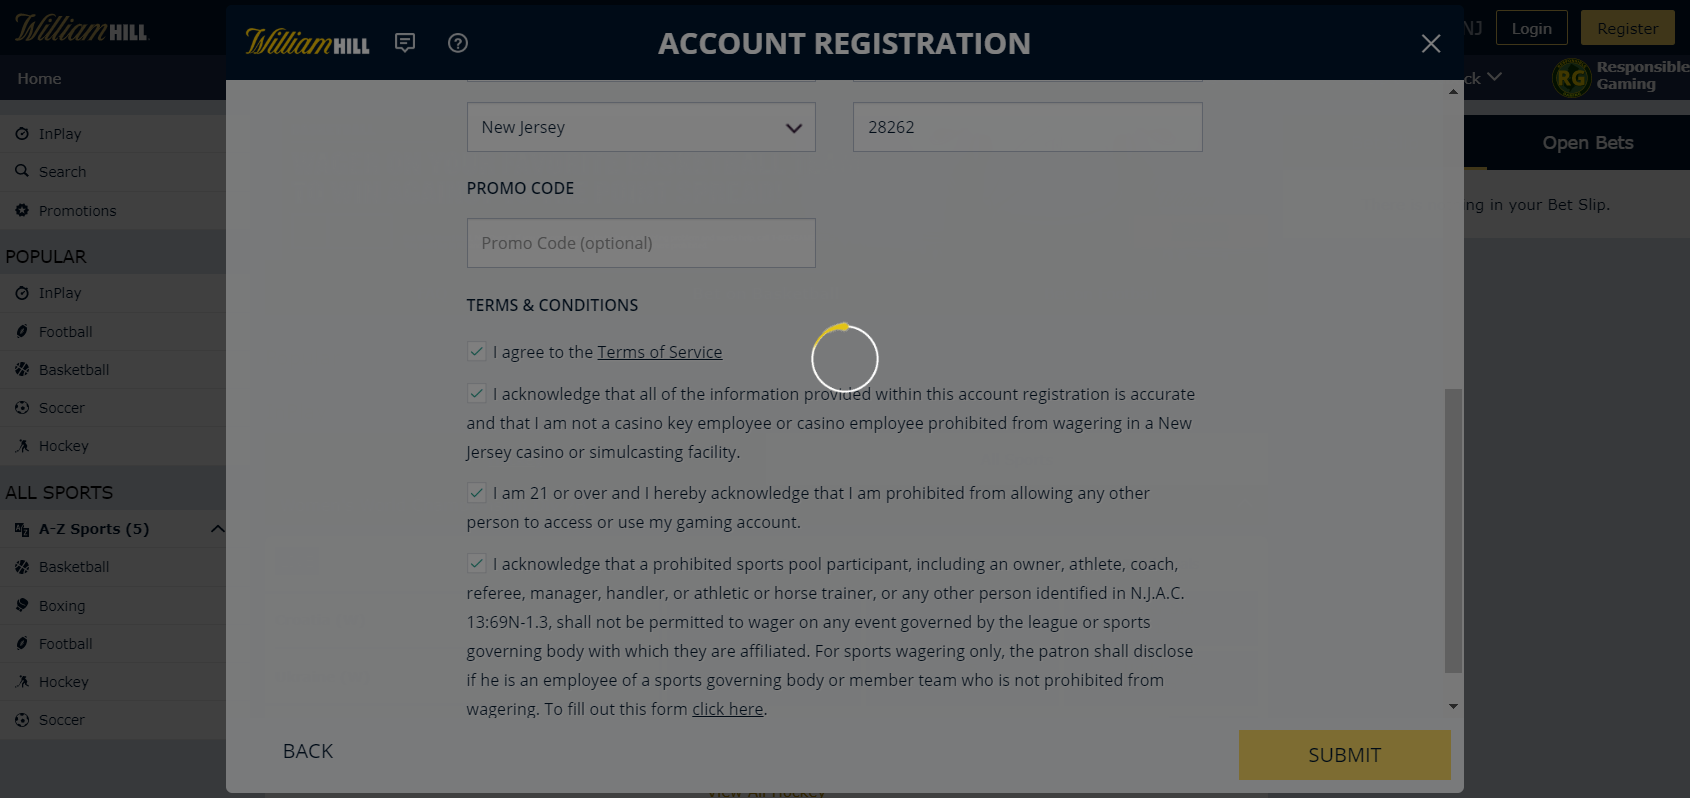 William HILL
Home
InPlay
Search
Promotions
POPULAR
InPlay
Football
Basketball
Soccer
Hockey
ALL SPORTS
A-Z Sports (5)
Basketball
Boxing
Football
Hockey
Soccer
William HILL
ACCOUNT REGISTRATION
New Jersey
28262
PROMO CODE
Promo Code (optional)
TERMS & CONDITIONS
I agree to the Terms of Service
I acknowledge that all of the information provided within this account registration is accurate
and that I am not a casino key employee or casino employee prohibited from wagering in a New
Jersey casino or simulcasting facility.
I am 21 or over and I hereby acknowledge that I am prohibited from allowing any other
person to access or use my gaming account.
I acknowledge that a prohibited sports pool participant, including an owner, athlete, coach,
referee, manager, handler, or athletic or horse trainer, or any other person identified in N.J.A.C.
13:69N-1.3, shall not be permitted to wager on any event governed by the league or sports
governing body with which they are affiliated. For sports wagering only, the patron shall disclose
if he is an employee of a sports governing body or member team who is not prohibited from
wagering. To fill out this form click here.
BACK
SUBMIT
NJ
Login
Register
ck
RG
Responsible
Gaming
Open Bets
ng in your Bet Slip.
View All Hockey